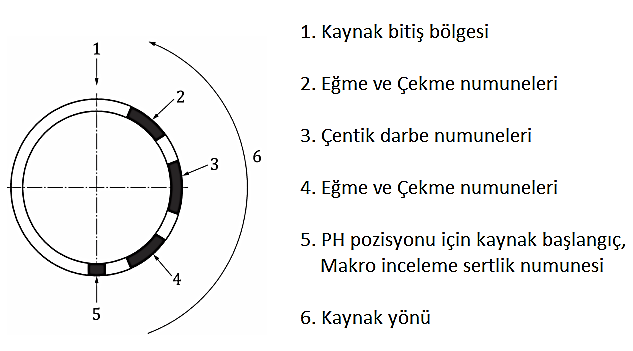 1
2
3
4
5
6
1. Kaynak bitiş bölgesi
2. Eğme ve Çekme numuneleri
3. Çentik darbe numuneleri
4. Eğme ve Çekme numuneleri
5. PH pozisyonu için kaynak başlangıç,
Makro inceleme sertlik numunesi
6. Kaynak yönü